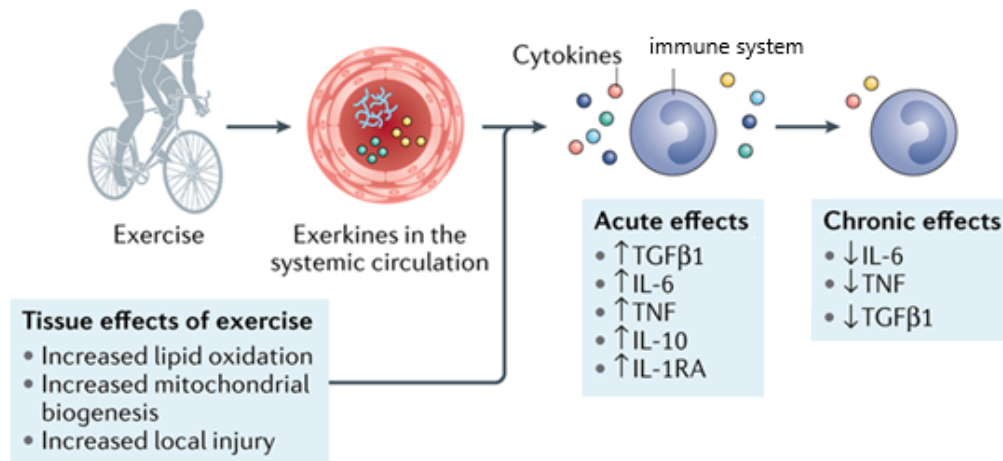 Exercise
Exerkines in the
systemic circulation
Cytokines
immune system
Tissue effects of exercise
• Increased lipid oxidation
• Increased mitochondrial
biogenesis
• Increased local injury
Acute effects
• ↑TGFβ1
• ↑IL-6
• ↑TNF
• ↑IL-10
• ↑IL-1RA
Chronic effects
• ↓IL-6
• ↓TNF
• ↓TGFβ1